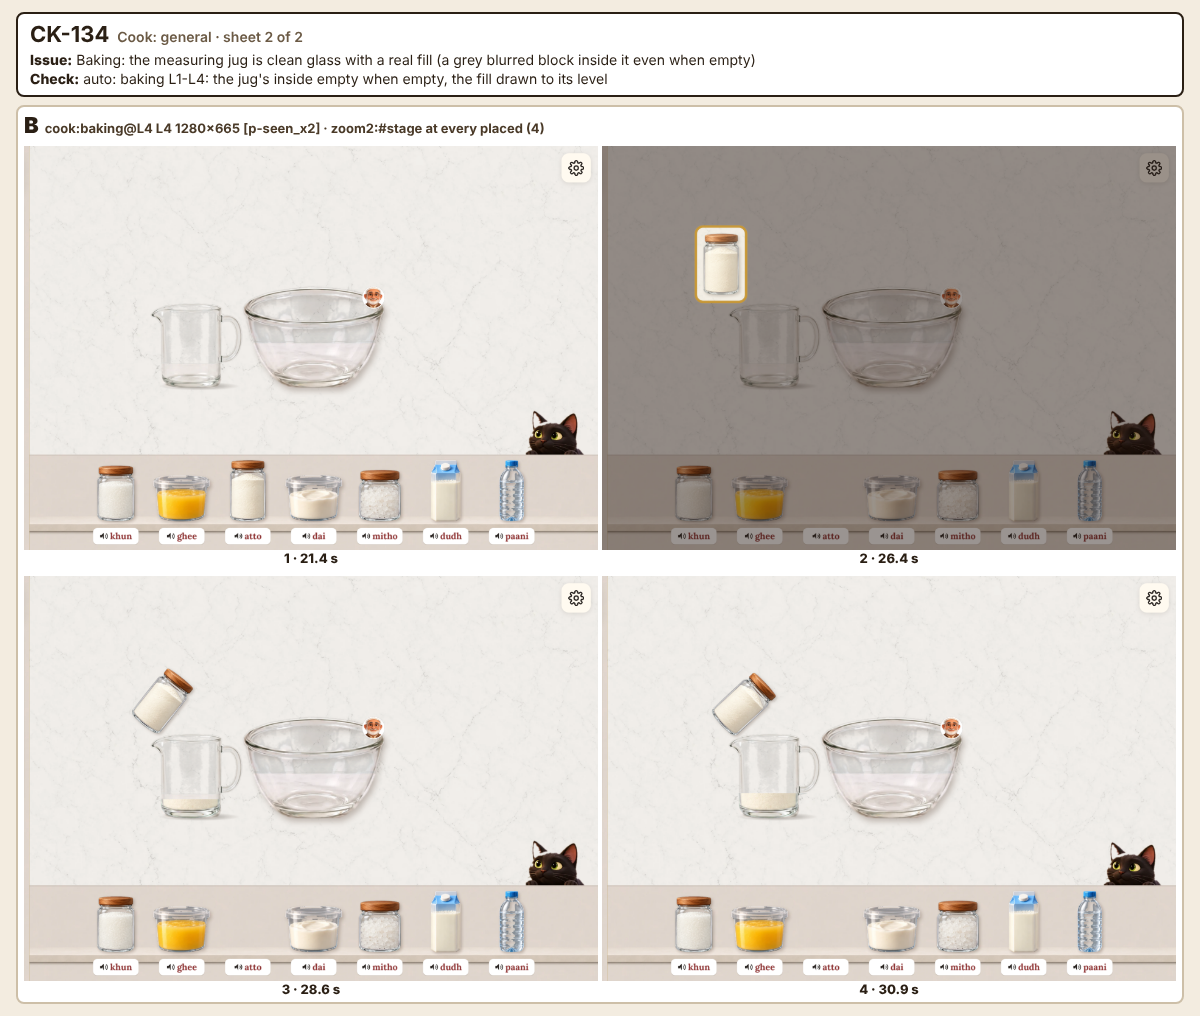 CK-134 Cook: general · sheet 2 of 2
Issue: Baking: the measuring jug is clean glass with a real fill (a grey blurred block inside it even when empty)
Check: auto: baking L1-L4: the jug's inside empty when empty, the fill drawn to its level
B cook:baking@L4 L4 1280×665 [p-seen_x2] · zoom2:#stage at every placed (4)
khun ghee atto dai mitho dudh paani
khun ghee atto dai mitho dudh paani
1 · 21.4 s
2 · 26.4 s
khun ghee atto dai mitho dudh paani
khun ghee atto dai mitho dudh paani
3 · 28.6 s
4 · 30.9 s